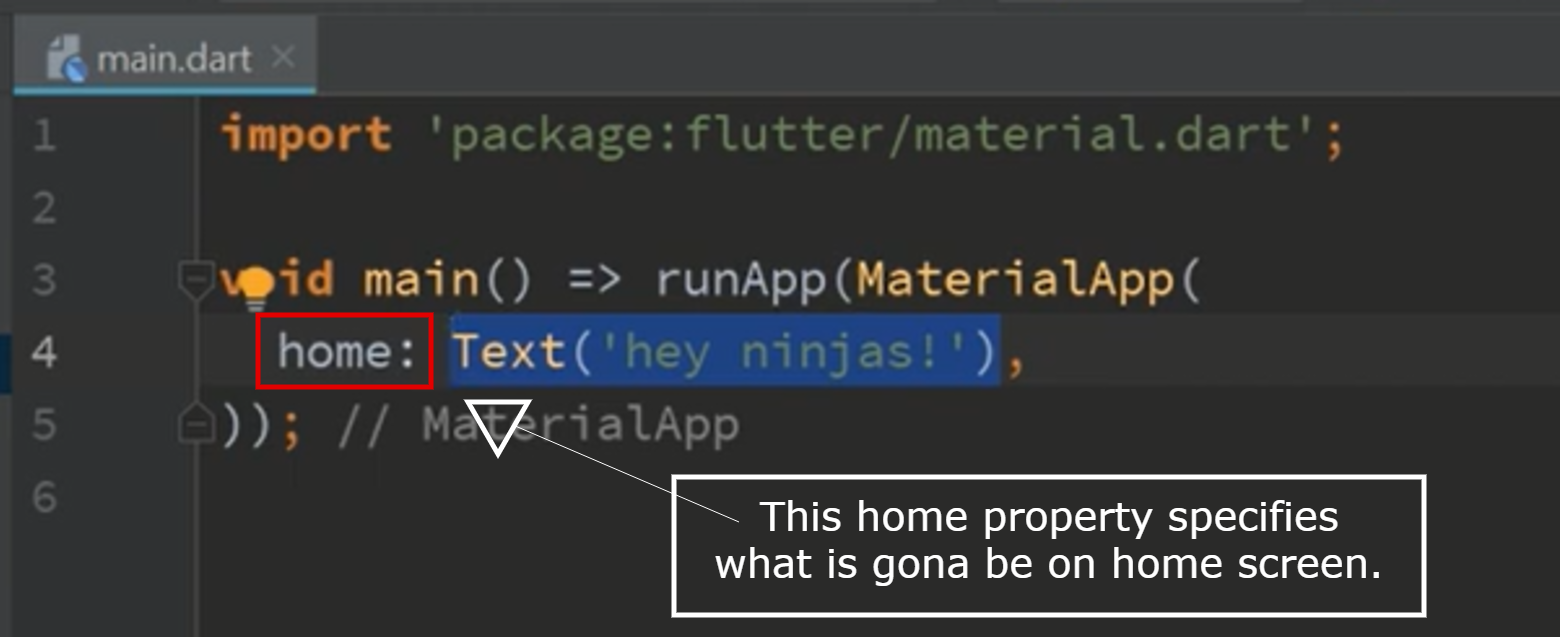 main.dart
1 import 'package:flutter/material.dart';
2
3 void main() => runApp(MaterialApp(
4 home: Text('hey ninjas!'),
5 )); // MaterialApp
6
This home property specifies
what is gona be on home screen.